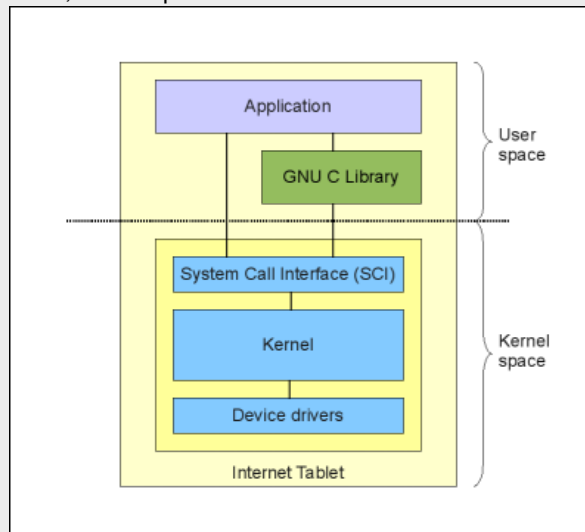 Application
User
space
GNU C Library
System Call Interface (SCI)
Kernel
Kernel
space
Device drivers
Internet Tablet